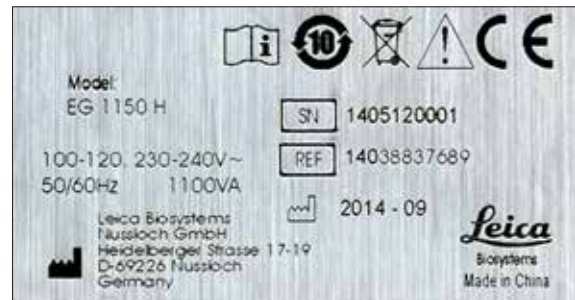 i
10
CE
Model:
EG 1150 H
SN 1405120001
100-120, 230-240V~
REF 14038837689
50/60Hz 1100VA
2014 - 09
Leica Biosystems
Nussloch GmbH
Heidelberger Strasse 17-19
D-69226 Nussloch
Germany
Leica
Biosystems
Made in China